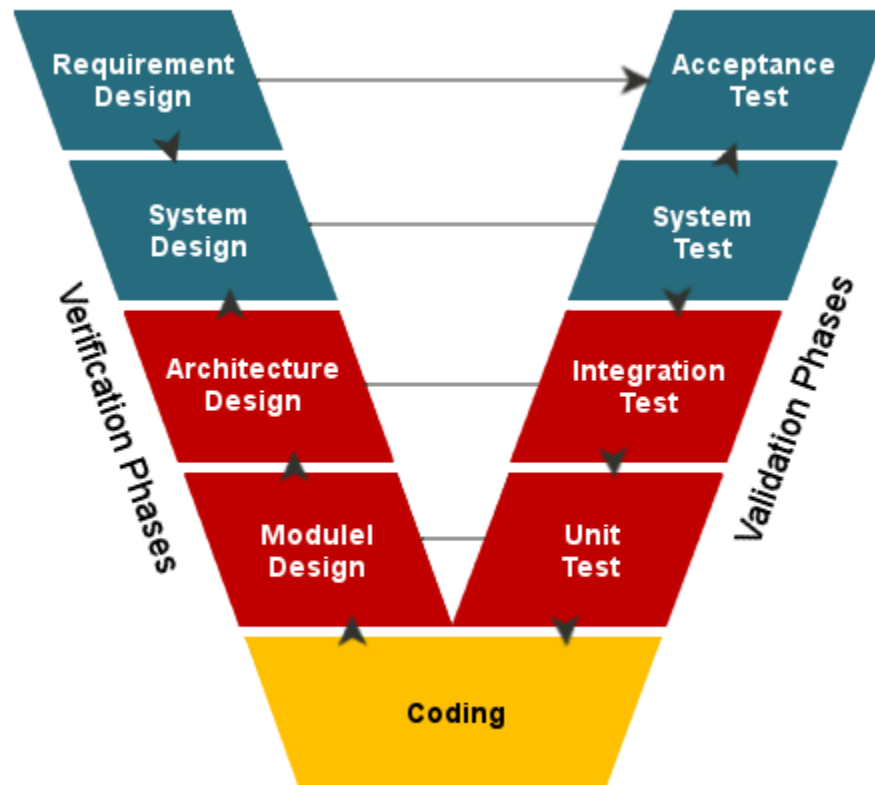 Requirement
Design
Acceptance
Test
System
Design
System
Test
Architecture
Design
Integration
Test
Modulel
Design
Unit
Test
Coding
Verification Phases
Validation Phases